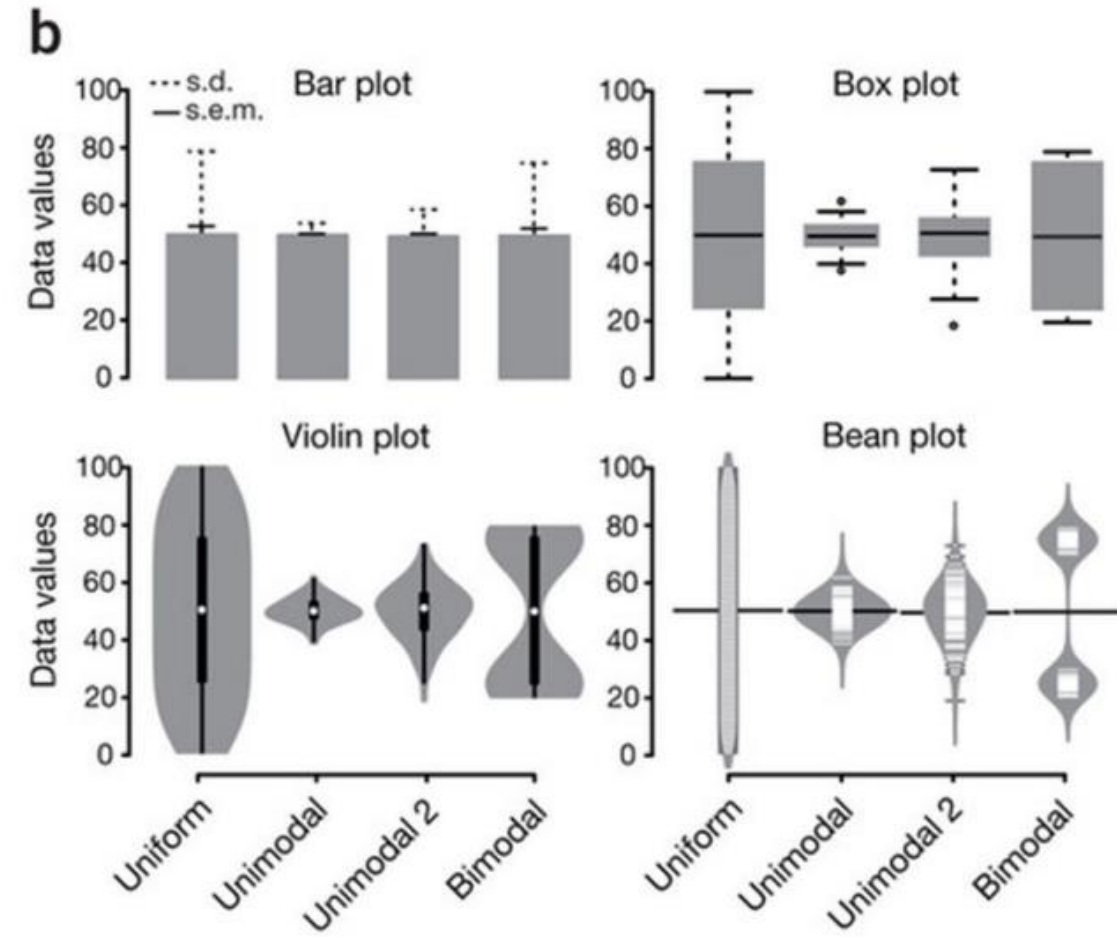 b
Bar plot
s.d.
s.e.m.
Data values
100
80
60
40
20
0
Box plot
100
80
60
40
20
0
Violin plot
Data values
100
80
60
40
20
0
Uniform
Unimodal
Unimodal 2
Bimodal
Bean plot
100
80
60
40
20
0
Uniform
Unimodal
Unimodal 2
Bimodal